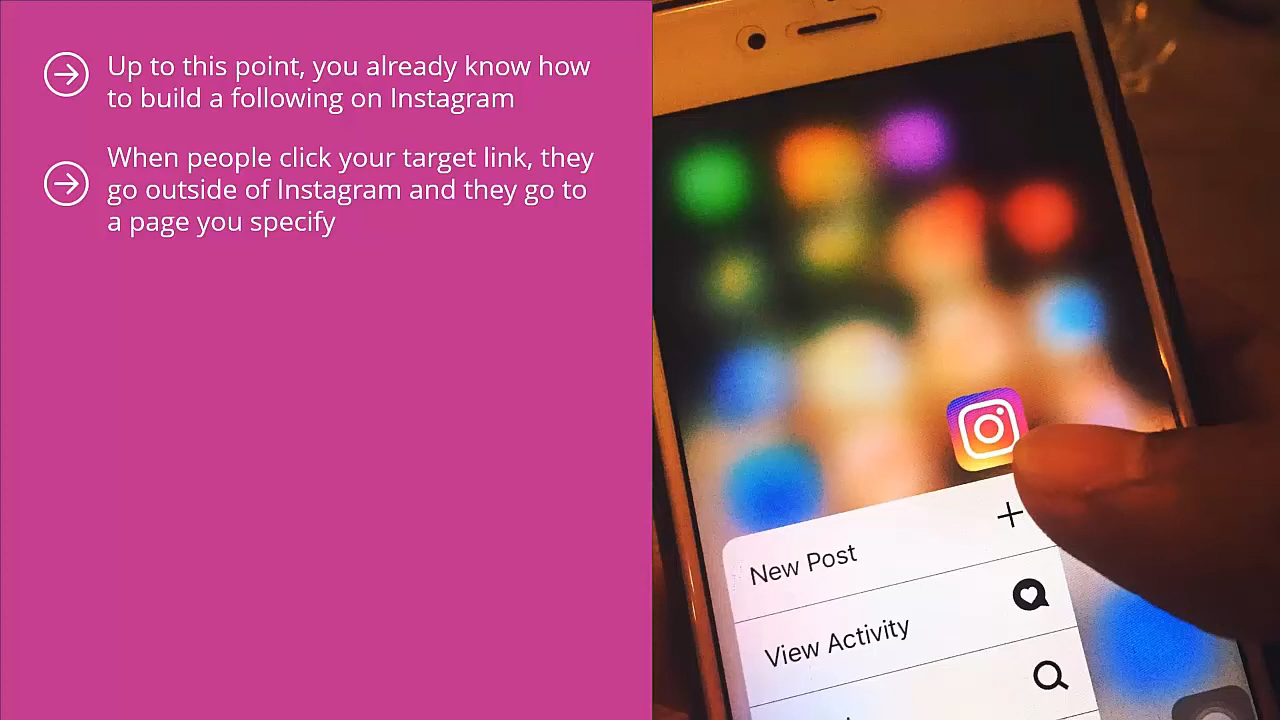 Up to this point, you already know how
to build a following on Instagram
When people click your target link, they
go outside of Instagram and they go to
a page you specify
New Post
View Activity